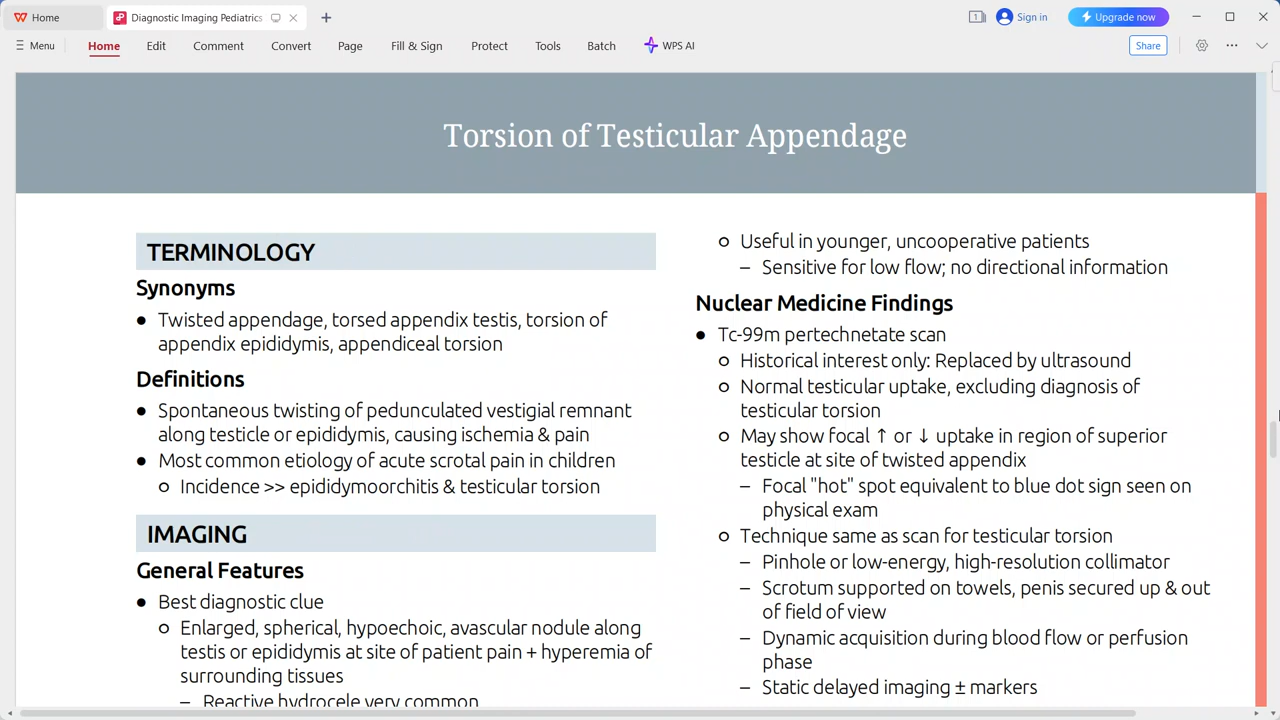 Home
Diagnostic Imaging Pediatrics
1
Sign in
Upgrade now
Menu
Home
Edit
Comment
Convert
Page
Fill & Sign
Protect
Tools
Batch
WPS AI
Share
Torsion of Testicular Appendage
TERMINOLOGY
Synonyms
● Twisted appendage, torsed appendix testis, torsion of
appendix epididymis, appendiceal torsion
Definitions
● Spontaneous twisting of pedunculated vestigial remnant
along testicle or epididymis, causing ischemia & pain
● Most common etiology of acute scrotal pain in children
○ Incidence >> epididymoorchitis & testicular torsion
IMAGING
General Features
● Best diagnostic clue
○ Enlarged, spherical, hypoechoic, avascular nodule along
testis or epididymis at site of patient pain + hyperemia of
surrounding tissues
– Reactive hydrocele very common
○ Useful in younger, uncooperative patients
– Sensitive for low flow; no directional information
Nuclear Medicine Findings
● Tc-99m pertechnetate scan
○ Historical interest only: Replaced by ultrasound
○ Normal testicular uptake, excluding diagnosis of
testicular torsion
○ May show focal ↑ or ↓ uptake in region of superior
testicle at site of twisted appendix
– Focal "hot" spot equivalent to blue dot sign seen on
physical exam
○ Technique same as scan for testicular torsion
– Pinhole or low-energy, high-resolution collimator
– Scrotum supported on towels, penis secured up & out
of field of view
– Dynamic acquisition during blood flow or perfusion
phase
– Static delayed imaging ± markers